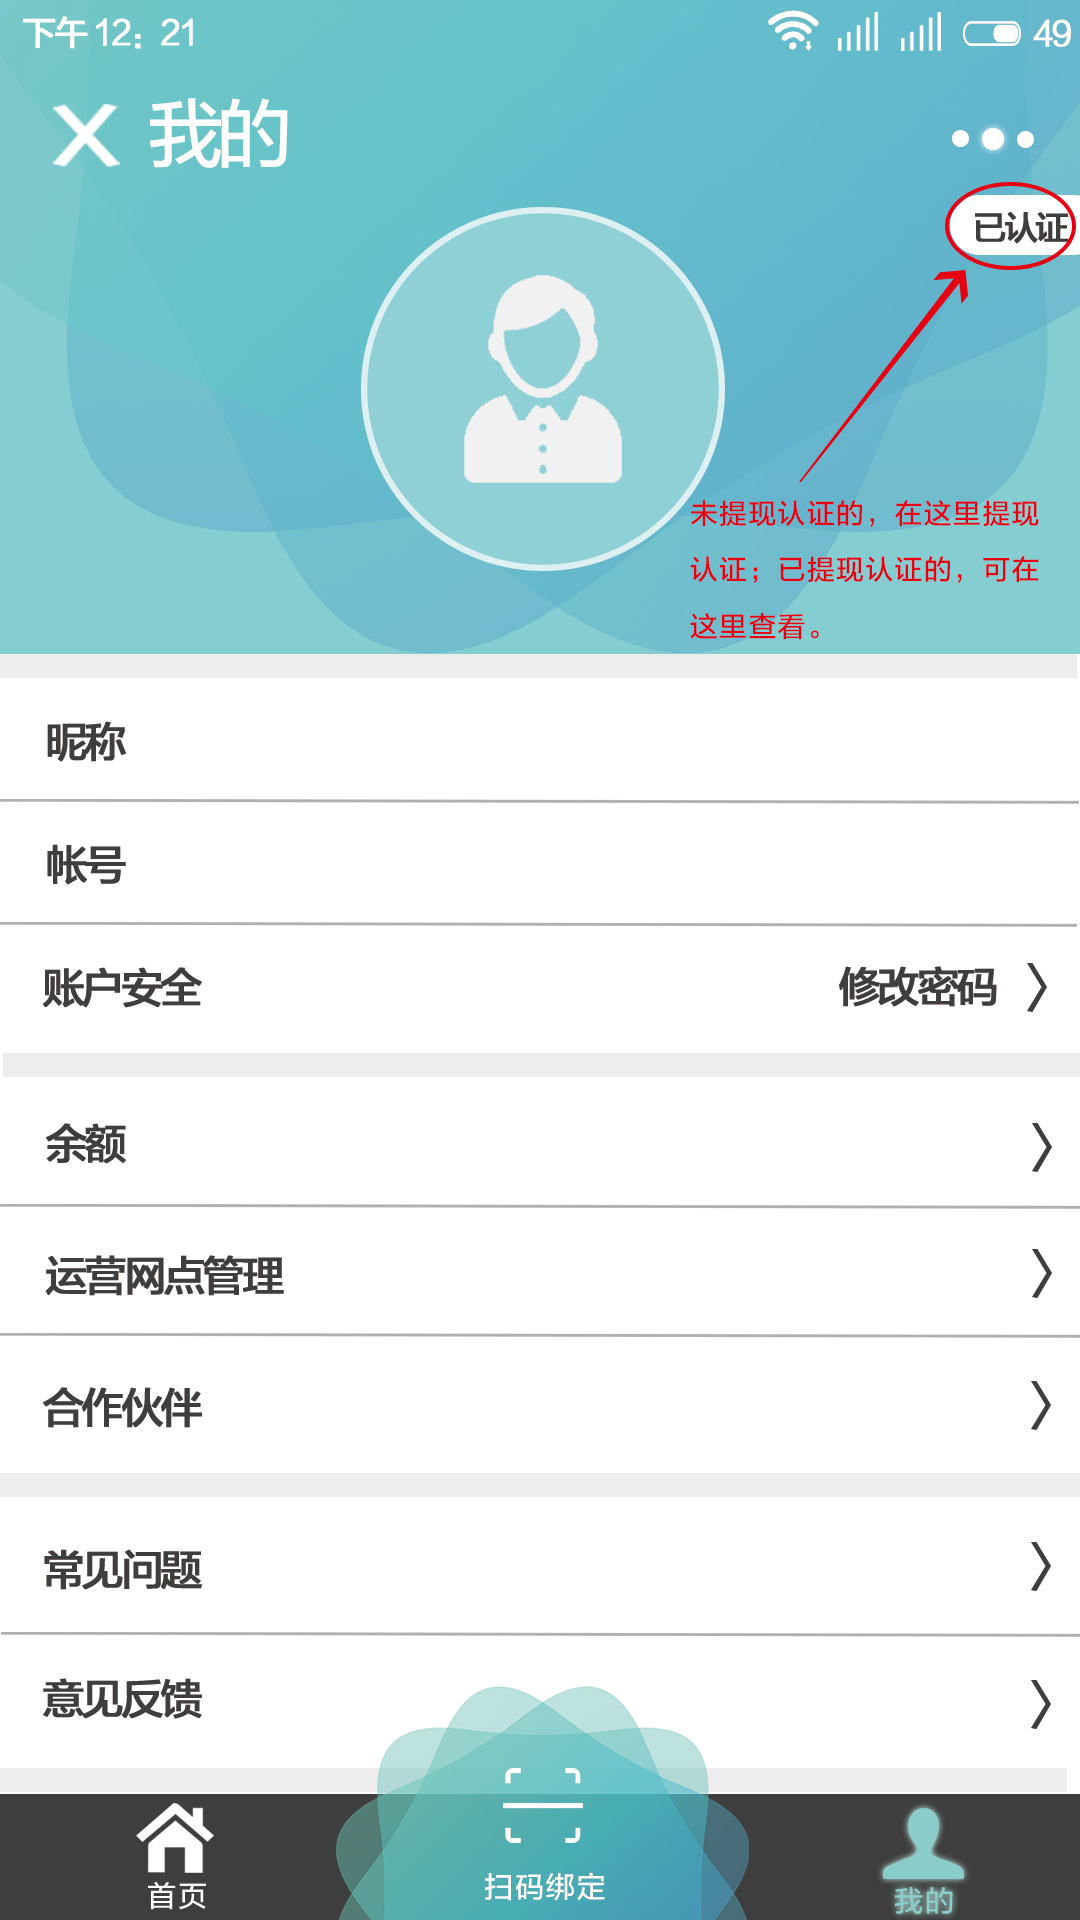 下午12：21
49
我的
已认证
未提现认证的，在这里提现
认证；已提现认证的，可在
这里查看。
昵称
帐号
账户安全 修改密码
余额
运营网点管理
合作伙伴
常见问题
意见反馈
首页 扫码绑定 我的